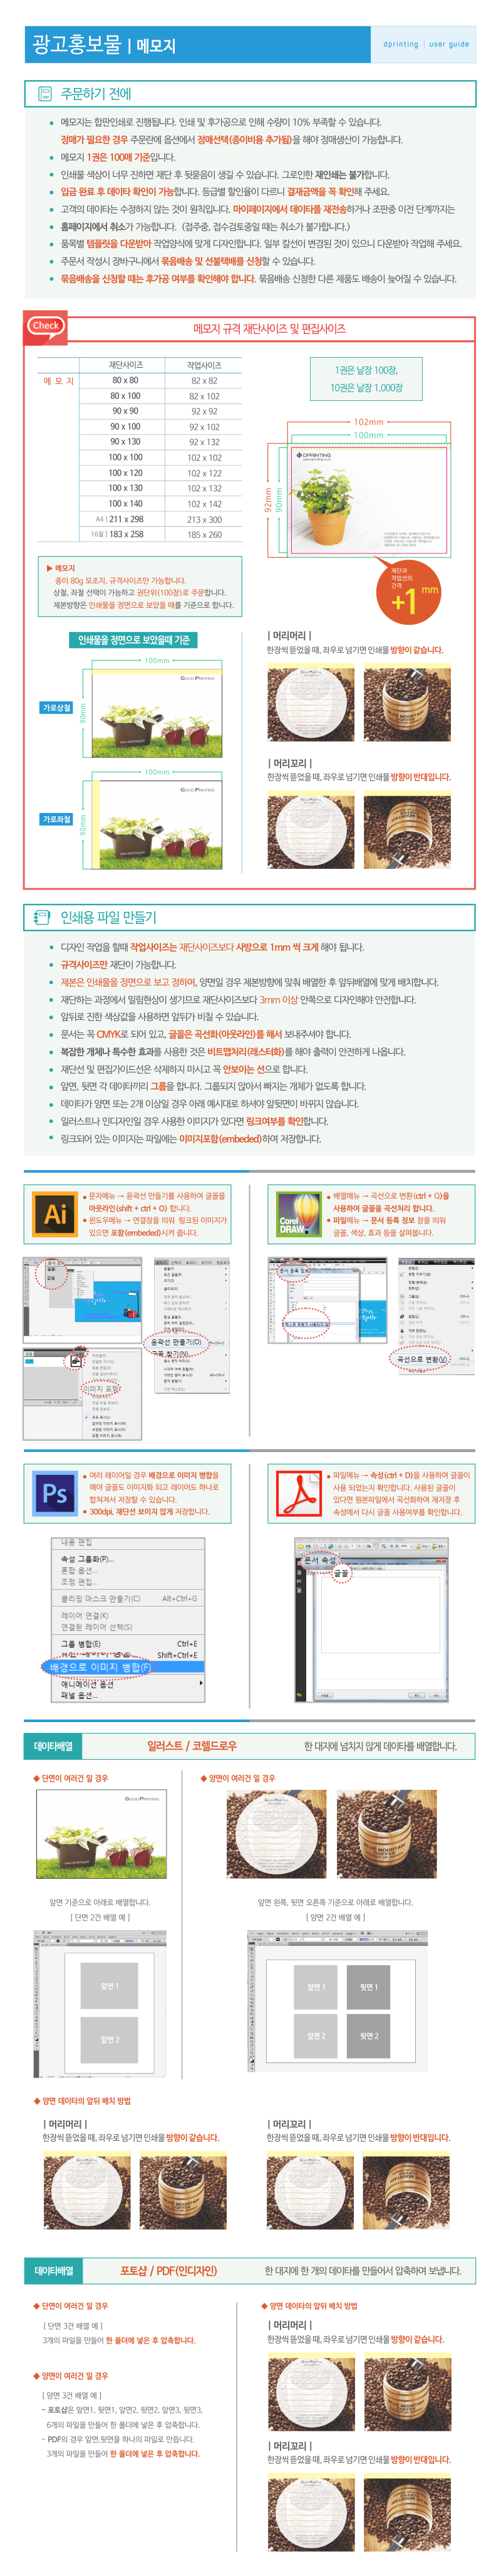 광고홍보물 | 메모지
dprinting | user guide
주문하기 전에
메모지는 합판인쇄로 진행됩니다. 인쇄 및 후가공으로 인해 수량이 10% 부족할 수 있습니다.
정매가 필요한 경우 주문란에 옵션에서 정매선택(종이비용 추가됨)을 해야 정매생산이 가능합니다.
메모지 1권은 100매 기준입니다.
인쇄물 색상이 너무 진하면 재단 후 뒷묻음이 생길 수 있습니다. 그로인한 재인쇄는 불가합니다.
입금 완료 후 데이타 확인이 가능합니다. 등급별 할인율이 다르니 결재금액을 꼭 확인해 주세요.
고객의 데이타는 수정하지 않는 것이 원칙입니다. 마이페이지에서 데이타를 재전송하거나 조판중 이전 단계까지는
홈페이지에서 취소가 가능합니다. (접주중, 접수검토중일 때는 취소가 불가합니다.)
품목별 템플릿을 다운받아 작업양식에 맞게 디자인합니다. 일부 칼선이 변경된 것이 있으니 다운받아 작업해 주세요.
주문서 작성시 장바구니에서 묶음배송 및 선불택배를 신청할 수 있습니다.
묶음배송을 신청할 때는 후가공 여부를 확인해야 합니다. 묶음배송 신청한 다른 제품도 배송이 늦어질 수 있습니다.
Check
메모지 규격 재단사이즈 및 편집사이즈
재단사이즈 작업사이즈
메 모 지 80 x 80 82 x 82
80 x 100 82 x 102
90 x 90 92 x 92
90 x 100 92 x 102
90 x 130 92 x 132
100 x 100 102 x 102
100 x 120 102 x 122
100 x 130 102 x 132
100 x 140 102 x 142
A4 | 211 x 298 213 x 300
16절 | 183 x 258 185 x 260
1권은 낱장 100장,
10권은 낱장 1,000장
102mm
100mm
92mm
90mm
DPRINTING
재단과
작업선의
간격
+1 mm
▶ 메모지
종이 80g 모조지, 규격사이즈만 가능합니다.
상철, 좌철 선택이 가능하고 권단위(100장)로 주문합니다.
제본방향은 인쇄물을 정면으로 보았을 때를 기준으로 합니다.
인쇄물을 정면으로 보았을때 기준
100mm
가로상철
90mm
GOOD PRINTING
100mm
가로좌철
90mm
GOOD PRINTING
| 머리머리 |
한장씩 뜯었을 때, 좌우로 넘기면 인쇄물 방향이 같습니다.
| 머리꼬리 |
한장씩 뜯었을 때, 좌우로 넘기면 인쇄물 방향이 반대입니다.
인쇄용 파일 만들기
디자인 작업을 할때 작업사이즈는 재단사이즈보다 사방으로 1mm 씩 크게 해야 됩니다.
규격사이즈만 재단이 가능합니다.
제본은 인쇄물을 정면으로 보고 정하며, 양면일 경우 제본방향에 맞춰 배열한 후 앞뒤배열에 맞게 배치합니다.
재단하는 과정에서 밀림현상이 생기므로 재단사이즈보다 3mm 이상 안쪽으로 디자인해야 안전합니다.
앞뒤로 진한 색상값을 사용하면 앞뒤가 비칠 수 있습니다.
문서는 꼭 CMYK로 되어 있고, 글꼴은 곡선화(아웃라인)를 해서 보내주셔야 합니다.
복잡한 개체나 특수한 효과를 사용한 것은 비트맵처리(래스터화)를 해야 출력이 안전하게 나옵니다.
재단선 및 편집가이드선은 삭제하지 마시고 꼭 안보이는 선으로 합니다.
앞면, 뒷면 각 데이타끼리 그룹을 합니다. 그룹되지 않아서 빠지는 개체가 없도록 합니다.
데이타가 양면 또는 2개 이상일 경우 아래 예시대로 하셔야 앞뒷면이 바뀌지 않습니다.
일러스트나 인디자인일 경우 사용한 이미지가 있다면 링크여부를 확인합니다.
링크되어 있는 이미지는 파일에는 이미지포함(embeded)하여 저장합니다.
Ai
문자메뉴 → 윤곽선 만들기를 사용하여 글꼴을
아웃라인(shift + ctrl + O) 합니다.
윈도우메뉴 → 연결창을 띄워 링크된 이미지가
있으면 포함(embeded)시켜 줍니다.
Corel
DRAW
배열메뉴 → 곡선으로 변환(ctrl + Q)을
사용하여 글꼴을 곡선처리 합니다.
파일메뉴 → 문서 등록 정보 창을 띄워
글꼴, 색상, 효과 등을 살펴봅니다.
윤곽선 만들기(O)
이미지 포함
문서 등록 정보
곡선으로 변환(V)
Ps
여러 레이어일 경우 배경으로 이미지 병합을
해야 글꼴도 이미지화 되고 레이어도 하나로
합쳐져서 저장할 수 있습니다.
300dpi, 재단선 보이지 않게 저장합니다.
파일메뉴 → 속성(ctrl + D)을 사용하여 글꼴이
사용 되었는지 확인합니다. 사용된 글꼴이
있다면 원본파일에서 곡선화하여 재저장 후
속성에서 다시 글꼴 사용여부를 확인합니다.
내용 편집
속성 그룹화(P)...
혼합 옵션...
조정 편집...
클리핑 마스크 만들기(C) Alt+Ctrl+G
레이어 연결(K)
연결된 레이어 선택(S)
그룹 병합(E) Ctrl+E
Shift+Ctrl+E
배경으로 이미지 병합(F)
애니메이션 옵션
패널 옵션...
문서 속성
글꼴
데이타배열
일러스트 / 코렐드로우
한 대지에 넘치지 않게 데이타를 배열합니다.
◆ 단면이 여러건 일 경우
◆ 양면이 여러건 일 경우
GOOD PRINTING
앞면 기준으로 아래로 배열합니다.
[ 단면 2건 배열 예 ]
앞면 왼쪽, 뒷면 오른쪽 기준으로 아래로 배열합니다.
[ 양면 2건 배열 예 ]
앞면 1
앞면 2
앞면 1 뒷면 1
앞면 2 뒷면 2
◆ 양면 데이타의 앞뒤 배치 방법
| 머리머리 |
한장씩 뜯었을 때, 좌우로 넘기면 인쇄물 방향이 같습니다.
| 머리꼬리 |
한장씩 뜯었을 때, 좌우로 넘기면 인쇄물 방향이 반대입니다.
데이타배열
포토샵 / PDF(인디자인)
한 대지에 한 개의 데이타를 만들어서 압축하여 보냅니다.
◆ 단면이 여러건 일 경우
[ 단면 3건 배열 예 ]
3개의 파일을 만들어 한 폴더에 넣은 후 압축합니다.
◆ 양면이 여러건 일 경우
[ 양면 3건 배열 예 ]
- 포토샵은 앞면1, 뒷면1, 앞면2, 뒷면2, 앞면3, 뒷면3,
6개의 파일을 만들어 한 폴더에 넣은 후 압축합니다.
- PDF의 경우 앞면,뒷면을 하나의 파일로 만듭니다.
3개의 파일을 만들어 한 폴더에 넣은 후 압축합니다.
◆ 양면 데이타의 앞뒤 배치 방법
| 머리머리 |
한장씩 뜯었을 때, 좌우로 넘기면 인쇄물 방향이 같습니다.
| 머리꼬리 |
한장씩 뜯었을 때, 좌우로 넘기면 인쇄물 방향이 반대입니다.